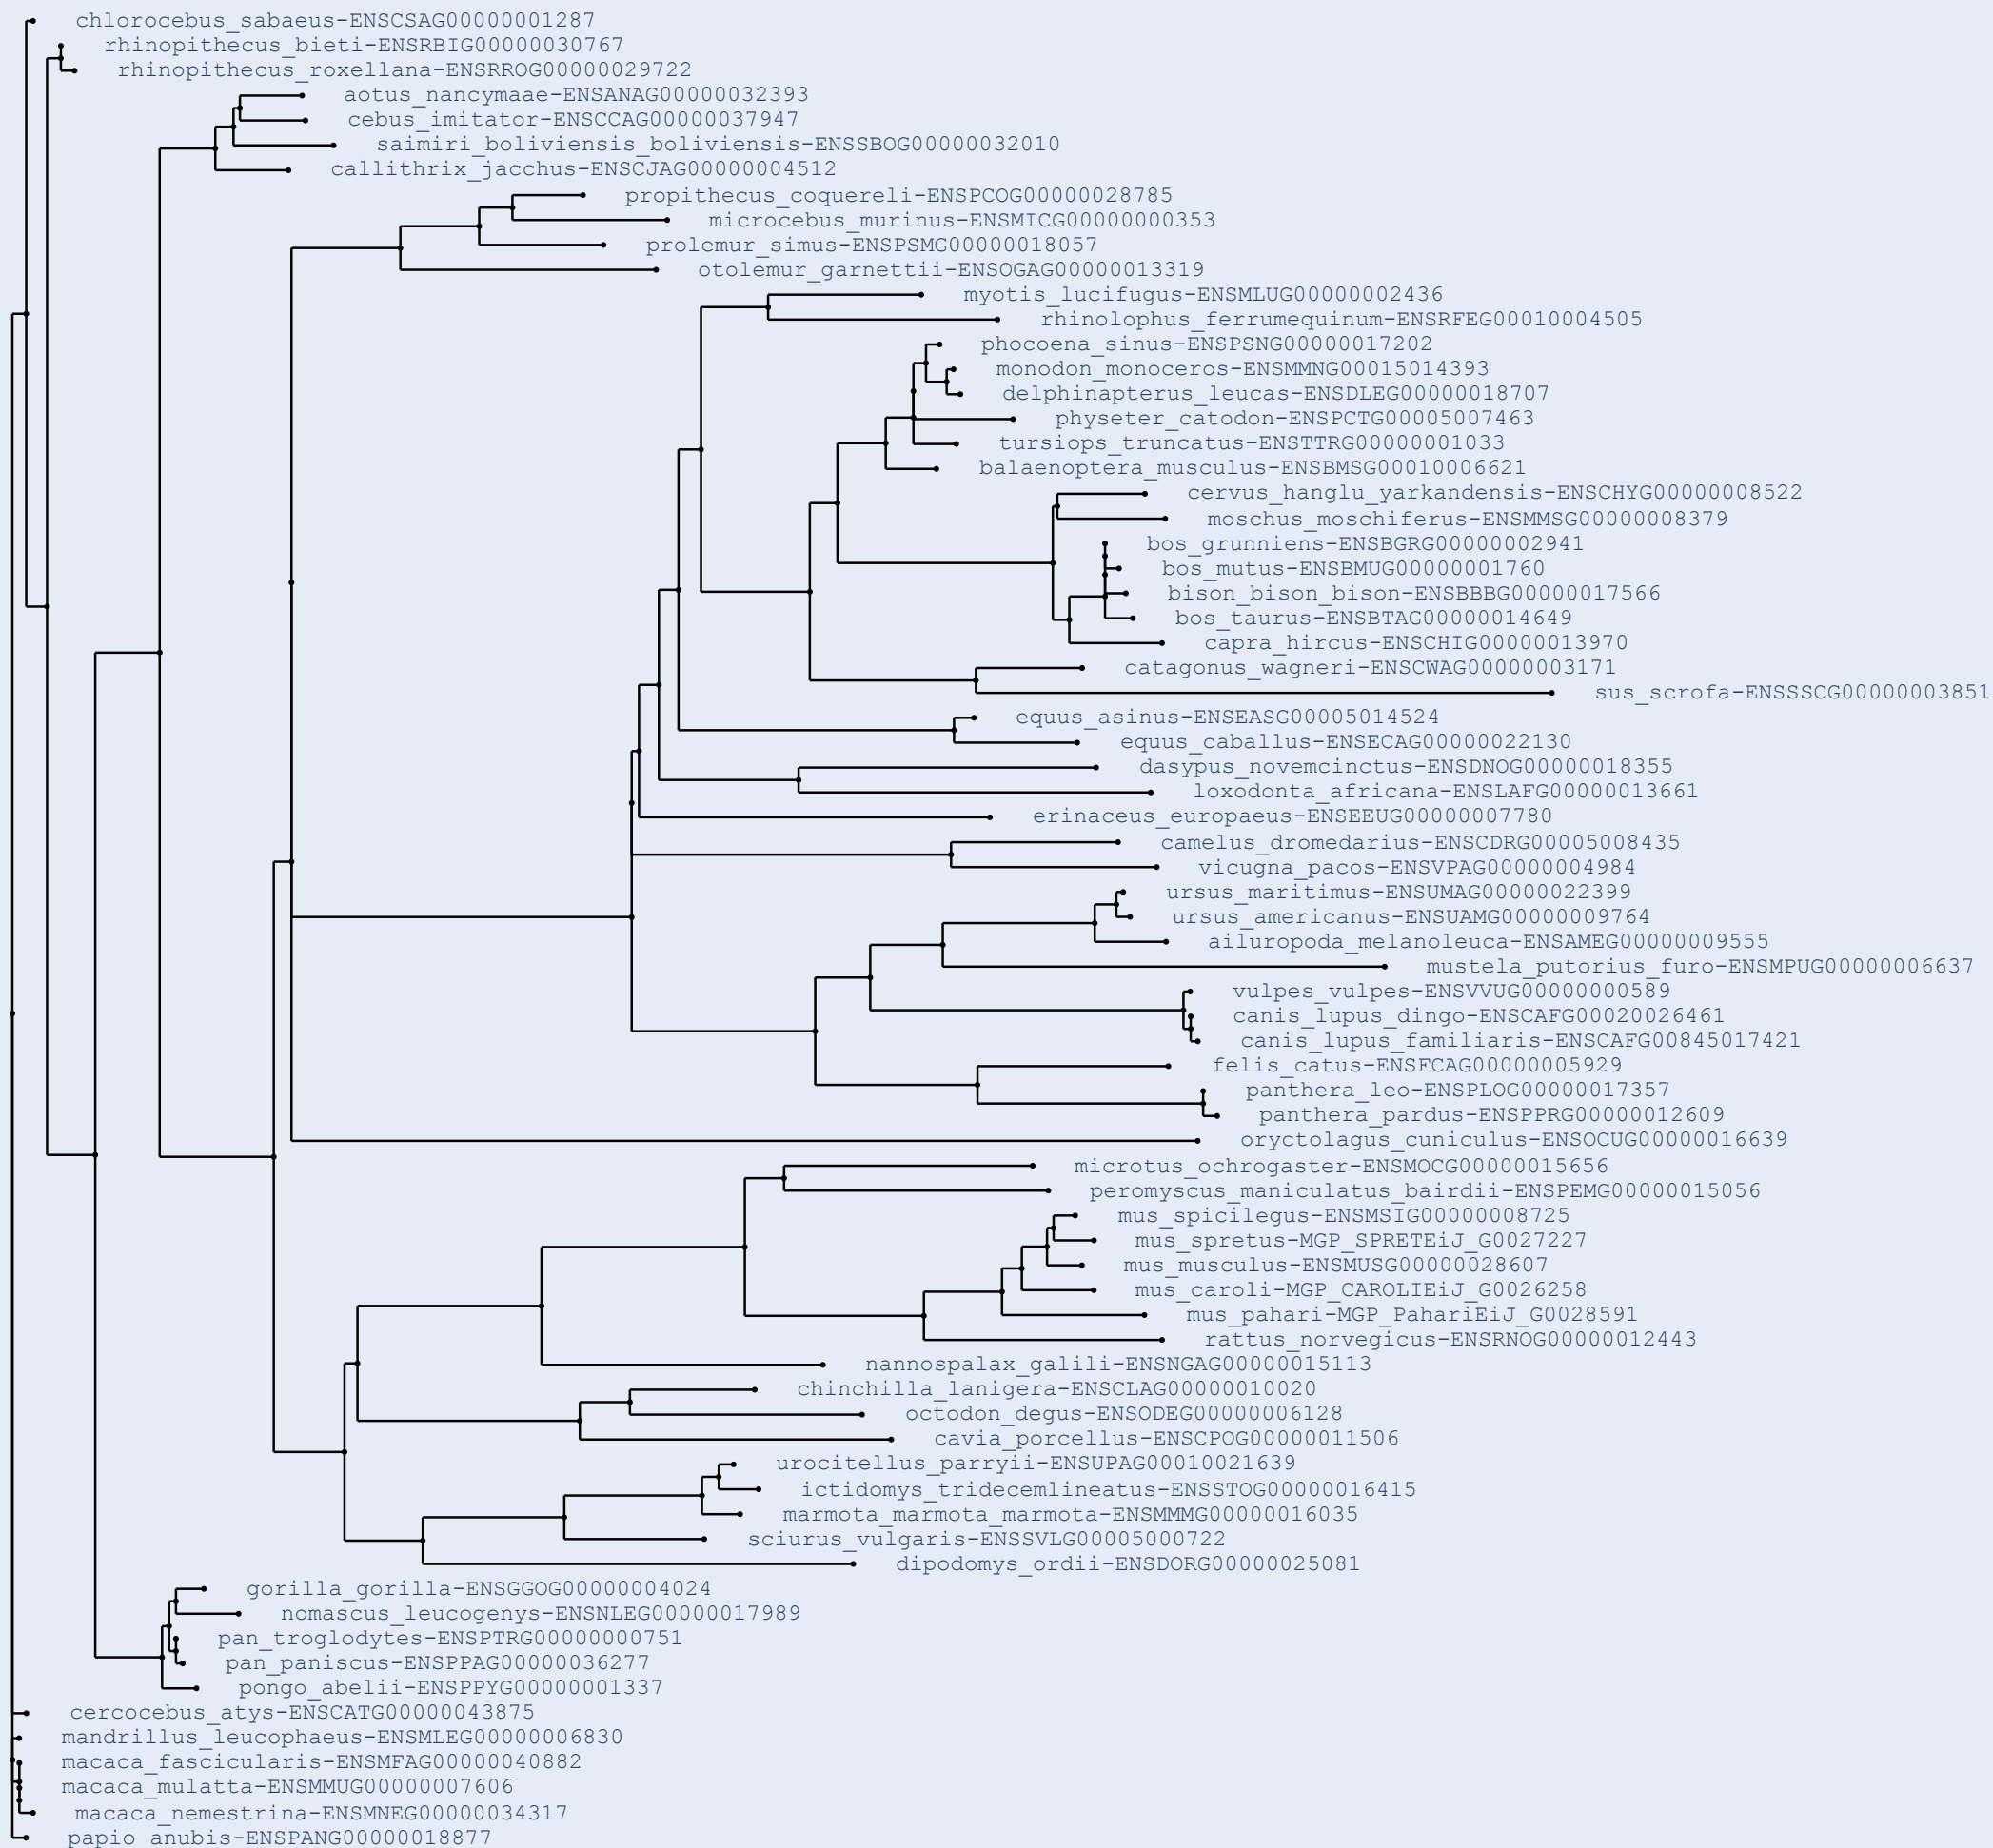 chlorocebus_sabaeus-ENSCSAG00000001287
rhinopithecus_bieti-ENSRBIG00000030767
rhinopithecus_roxellana-ENSRROG00000029722
aotus_nancymaae-ENSANAG00000032393
cebus_imitator-ENSCCAG00000037947
saimiri_boliviensis_boliviensis-ENSSBOG00000032010
callithrix_jacchus-ENSCJAG00000004512
propithecus_coquereli-ENSPCOG00000028785
microcebus_murinus-ENSMICG00000000353
prolemur_simus-ENSPSMG00000018057
otolemur_garnettii-ENSOGAG00000013319
myotis_lucifugus-ENSMLUG00000002436
rhinolophus_ferrumequinum-ENSRFEG00010004505
phocoena_sinus-ENSPSNG00000017202
monodon_monoceros-ENSMMNG00015014393
delphinapterus_leucas-ENSDLEG00000018707
physeter_catodon-ENSPCTG00005007463
tursiops_truncatus-ENSTTRG00000001033
balaenoptera_musculus-ENSBMSG00010006621
cervus_hanglu_yarkandensis-ENSCHYG00000008522
moschus_moschiferus-ENSMMSG00000008379
bos_grunniens-ENSBGRG00000002941
bos_mutus-ENSBMUG00000001760
bison_bison_bison-ENSBBBG00000017566
bos_taurus-ENSBTAG00000014649
capra_hircus-ENSCHIG00000013970
catagonus_wagneri-ENSCWAG00000003171
sus_scrofa-ENSSSCG00000003851
equus_asinus-ENSEASG00005014524
equus_caballus-ENSECAG00000022130
dasypus_novemcinctus-ENSDNOG00000018355
loxodonta_africana-ENSLAFG00000013661
erinaceus_europaeus-ENSEEUG00000007780
camelus_dromedarius-ENSCDRG00005008435
vicugna_pacos-ENSVPAG00000004984
ursus_maritimus-ENSUMAG00000022399
ursus_americanus-ENSUAMG00000009764
ailuropoda_melanoleuca-ENSAMEG00000009555
mustela_putorius_furo-ENSMPUG00000006637
vulpes_vulpes-ENSVVUG00000000589
canis_lupus_dingo-ENSCAFG00020026461
canis_lupus_familiaris-ENSCAFG00845017421
felis_catus-ENSFCAG00000005929
panthera_leo-ENSPLOG00000017357
panthera_pardus-ENSPPRG00000012609
oryctolagus_cuniculus-ENSOCUG00000016639
microtus_ochrogaster-ENSMOCG00000015656
peromyscus_maniculatus_bairdii-ENSPEMG00000015056
mus_spicilegus-ENSMSIG00000008725
mus_spretus-MGP_SPRETEiJ_G0027227
mus_musculus-ENSMUSG00000028607
mus_caroli-MGP_CAROLIEiJ_G0026258
mus_pahari-MGP_PahariEiJ_G0028591
rattus_norvegicus-ENSRNOG00000012443
nannospalax_galili-ENSNGAG00000015113
chinchilla_lanigera-ENSCLAG00000010020
octodon_degus-ENSODEG00000006128
cavia_porcellus-ENSCPOG00000011506
urocitellus_parryii-ENSUPAG00010021639
ictidomys_tridecemlineatus-ENSSTOG00000016415
marmota_marmota_marmota-ENSMMMG00000016035
sciurus_vulgaris-ENSSVLG00005000722
dipodomys_ordii-ENSDORG00000025081
gorilla_gorilla-ENSGGOG00000004024
nomascus_leucogenys-ENSNLEG00000017989
pan_troglodytes-ENSPTRG00000000751
pan_paniscus-ENSPPAG00000036277
pongo_abelii-ENSPPYG00000001337
cercocebus_atys-ENSCATG00000043875
mandrillus_leucophaeus-ENSMLEG00000006830
macaca_fascicularis-ENSMFAG00000040882
macaca_mulatta-ENSMMUG00000007606
macaca_nemestrina-ENSMNEG00000034317
papio_anubis-ENSPANG00000018877